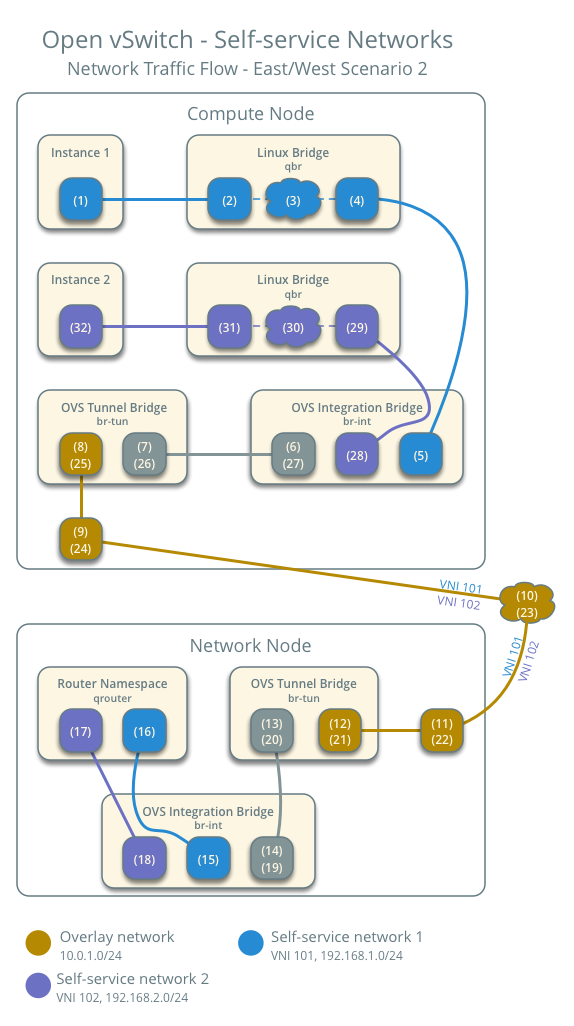 Open vSwitch - Self-service Networks
Network Traffic Flow - East/West Scenario 2
Compute Node
Instance 1
(1)
Linux Bridge
qbr
(2) (3) (4)
Instance 2
(32)
Linux Bridge
qbr
(31) (30) (29)
OVS Tunnel Bridge
br-tun
(8) (7)
(25) (26)
OVS Integration Bridge
br-int
(6)
(27)
(28) (5)
(9)
(24)
VNI 101
VNI 102
(10)
(23)
VNI 101
VNI 102
Network Node
Router Namespace
qrouter
(17) (16)
OVS Tunnel Bridge
br-tun
(13) (12)
(20) (21)
(11)
(22)
OVS Integration Bridge
br-int
(18) (15)
(14)
(19)
Overlay network
10.0.1.0/24
Self-service network 1
VNI 101, 192.168.1.0/24
Self-service network 2
VNI 102, 192.168.2.0/24